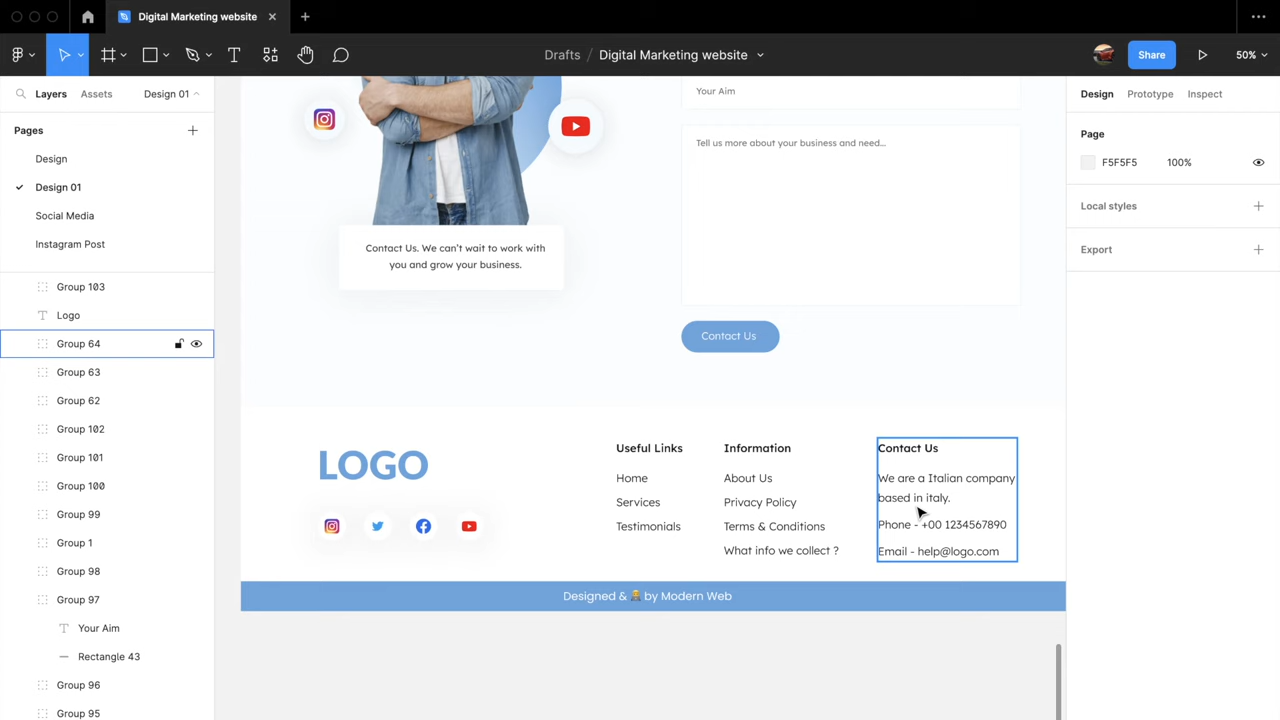 Digital Marketing website
Drafts / Digital Marketing website
Share
50%
Layers
Assets
Design 01
Pages
Design
Design 01
Social Media
Instagram Post
Group 103
Logo
Group 64
Group 63
Group 62
Group 102
Group 101
Group 100
Group 99
Group 1
Group 98
Group 97
Your Aim
Rectangle 43
Group 96
Group 95
Your Aim
Tell us more about your business and need...
Contact Us. We can't wait to work with
you and grow your business.
Contact Us
LOGO
Useful Links
Home
Services
Testimonials
Information
About Us
Privacy Policy
Terms & Conditions
What info we collect ?
Contact Us
We are a Italian company
based in italy.
Phone - +00 1234567890
Email - help@logo.com
Designed & 👷 by Modern Web
Design
Prototype
Inspect
Page
F5F5F5
100%
Local styles
Export